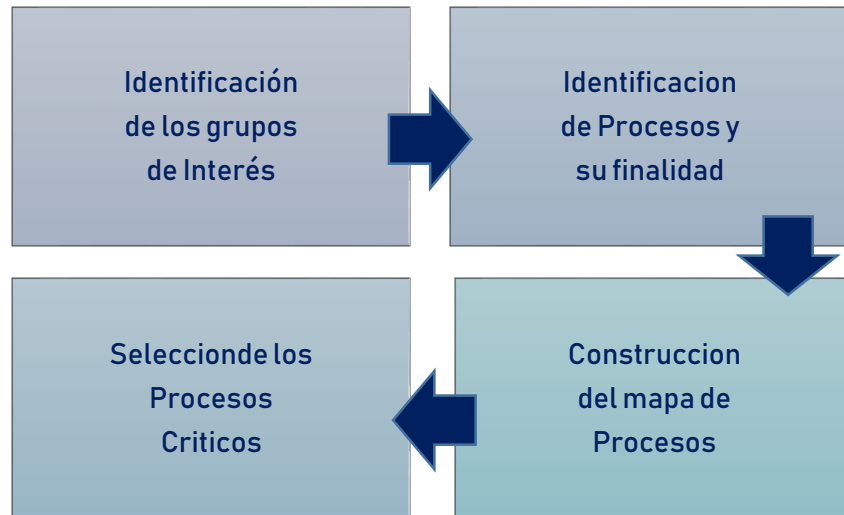 Identificación
de los grupos
de Interés
Identificacion
de Procesos y
su finalidad
Construccion
del mapa de
Procesos
Seleccionde los
Procesos
Criticos